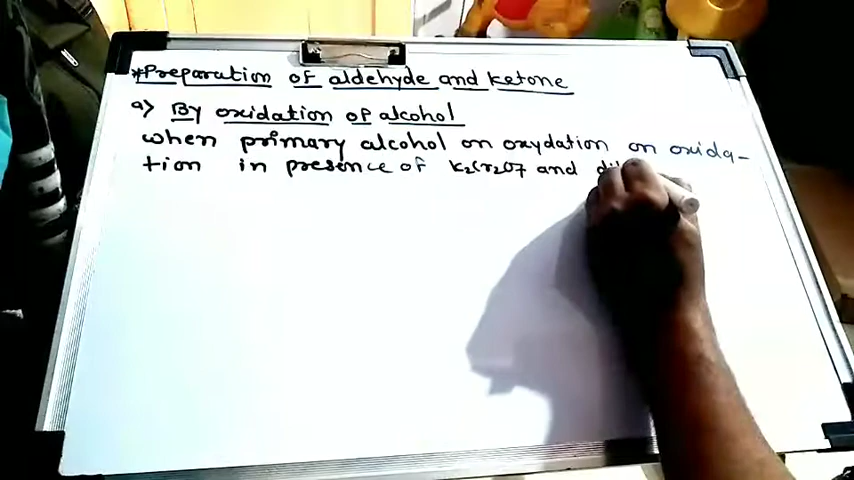 *Preparation of aldehyde and ketone
a> By oxidation of alcohol
when primary alcohol on oxydation on oxida-
tion in presence of K2Cr2O7 and dil